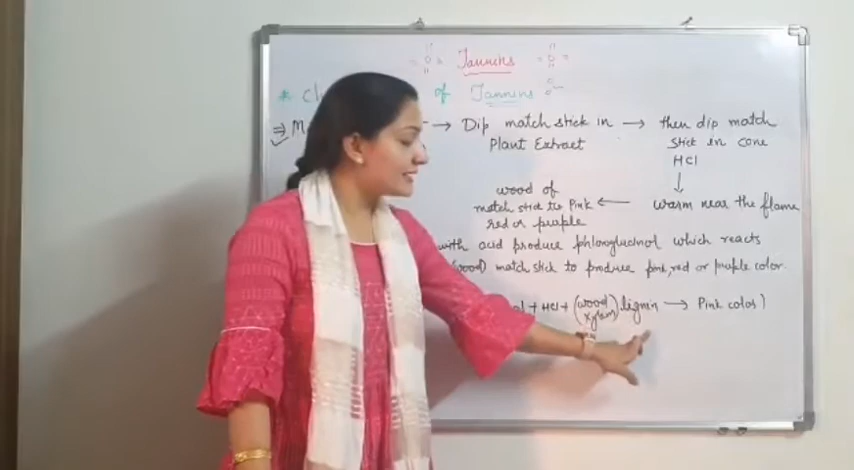 Tannins
* of Tannins
⇒ M → Dip match stick in → then dip match
Plant Extract stick in conc
HCl
↓
wood of ← warm near the flame
match stick Pink
red or purple
with acid produce phloroglucinol which reacts
(wood) match stick to produce pink, red or purple color.
+ HCl + (wood xylem) lignin → Pink color)